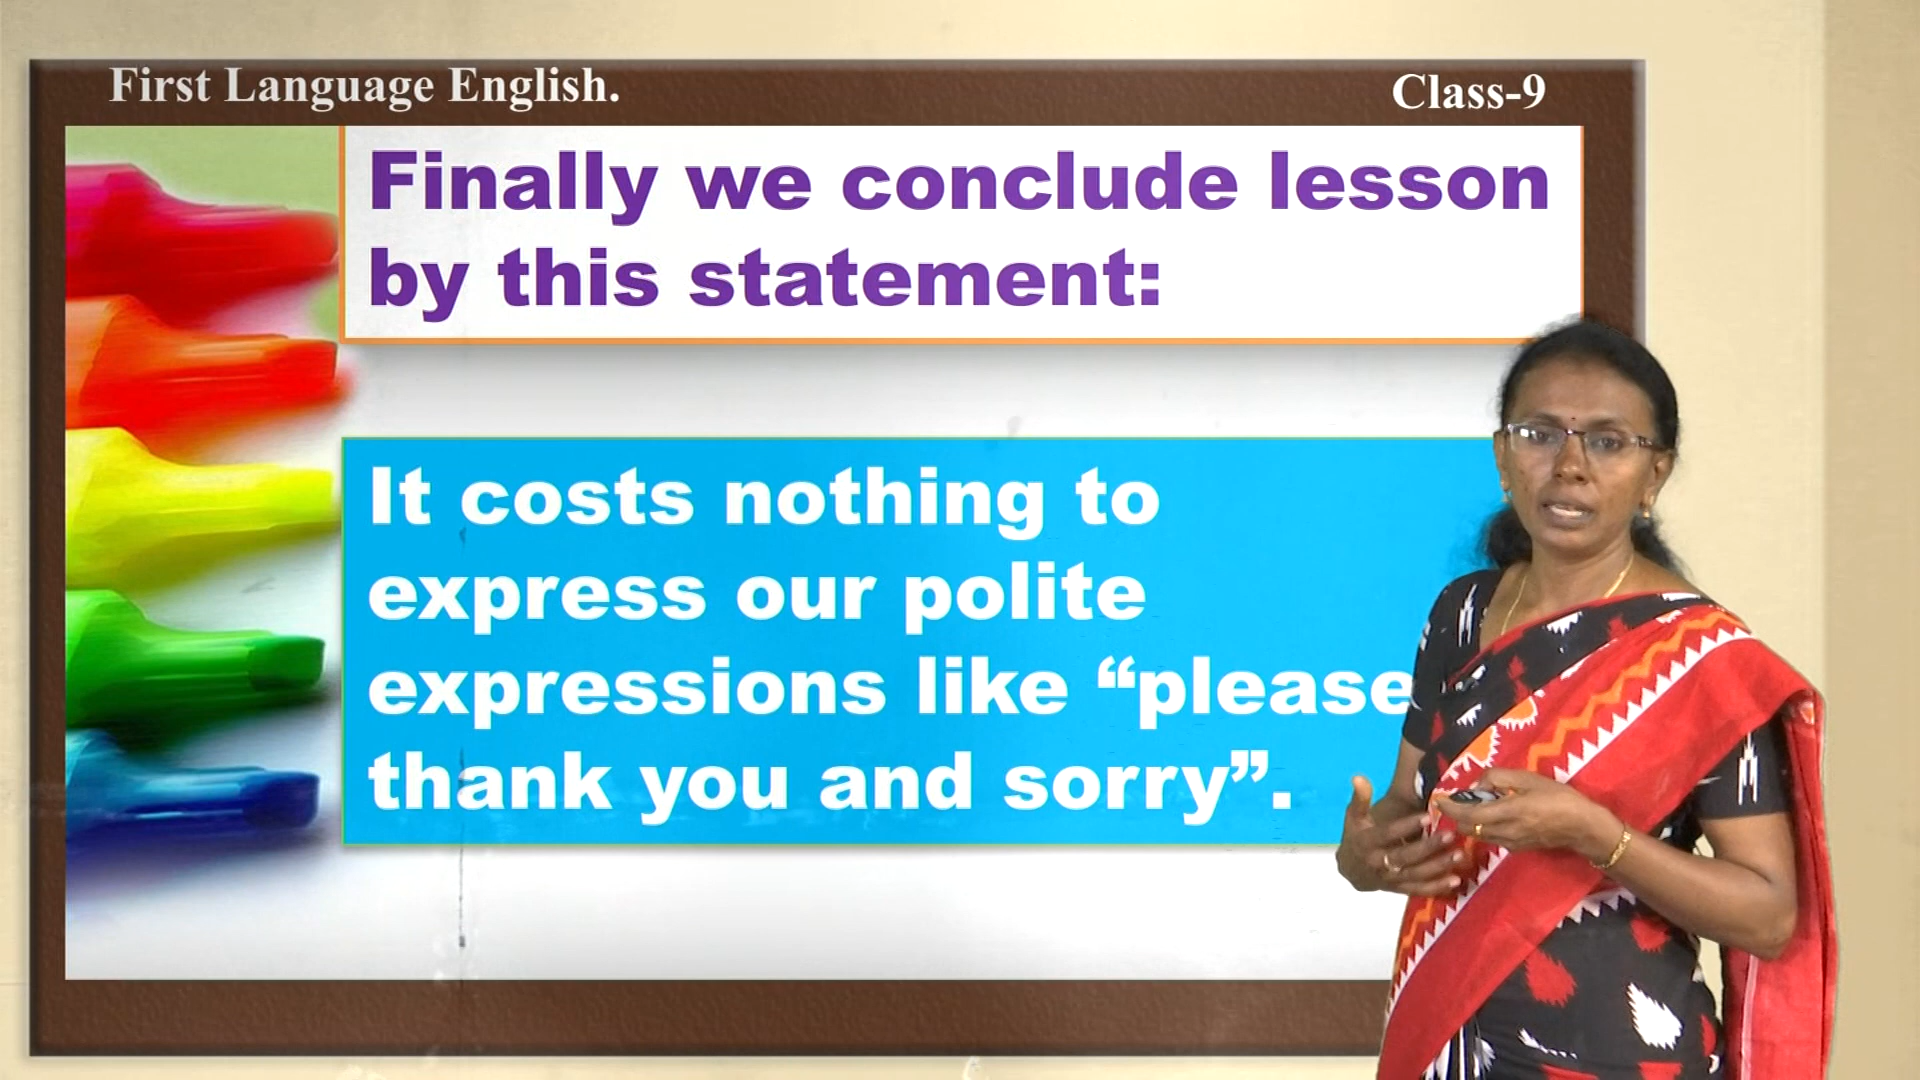 First Language English.
Class-9
Finally we conclude lesson
by this statement:
It costs nothing to
express our polite
expressions like “please
thank you and sorry”.